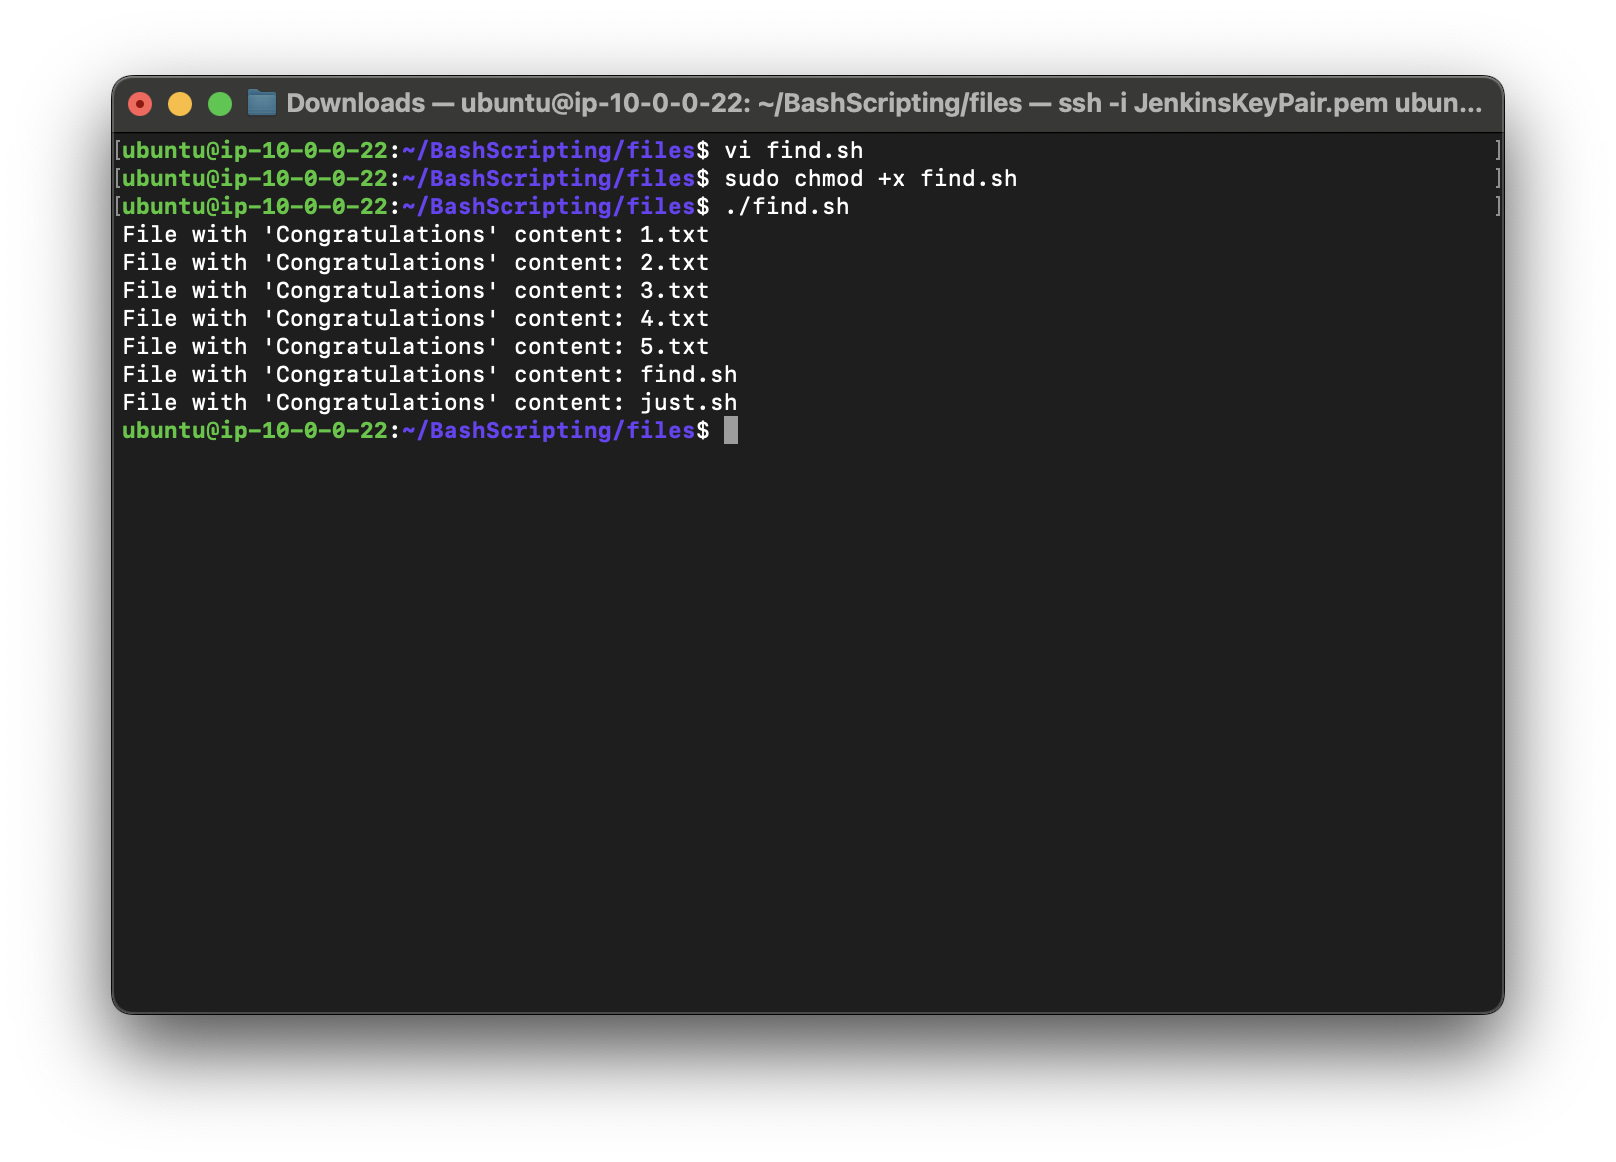 Downloads — ubuntu@ip-10-0-0-22: ~/BashScripting/files — ssh -i JenkinsKeyPair.pem ubun...
[ubuntu@ip-10-0-0-22:~/BashScripting/files$ vi find.sh ]
[ubuntu@ip-10-0-0-22:~/BashScripting/files$ sudo chmod +x find.sh ]
[ubuntu@ip-10-0-0-22:~/BashScripting/files$ ./find.sh ]
File with 'Congratulations' content: 1.txt
File with 'Congratulations' content: 2.txt
File with 'Congratulations' content: 3.txt
File with 'Congratulations' content: 4.txt
File with 'Congratulations' content: 5.txt
File with 'Congratulations' content: find.sh
File with 'Congratulations' content: just.sh
ubuntu@ip-10-0-0-22:~/BashScripting/files$